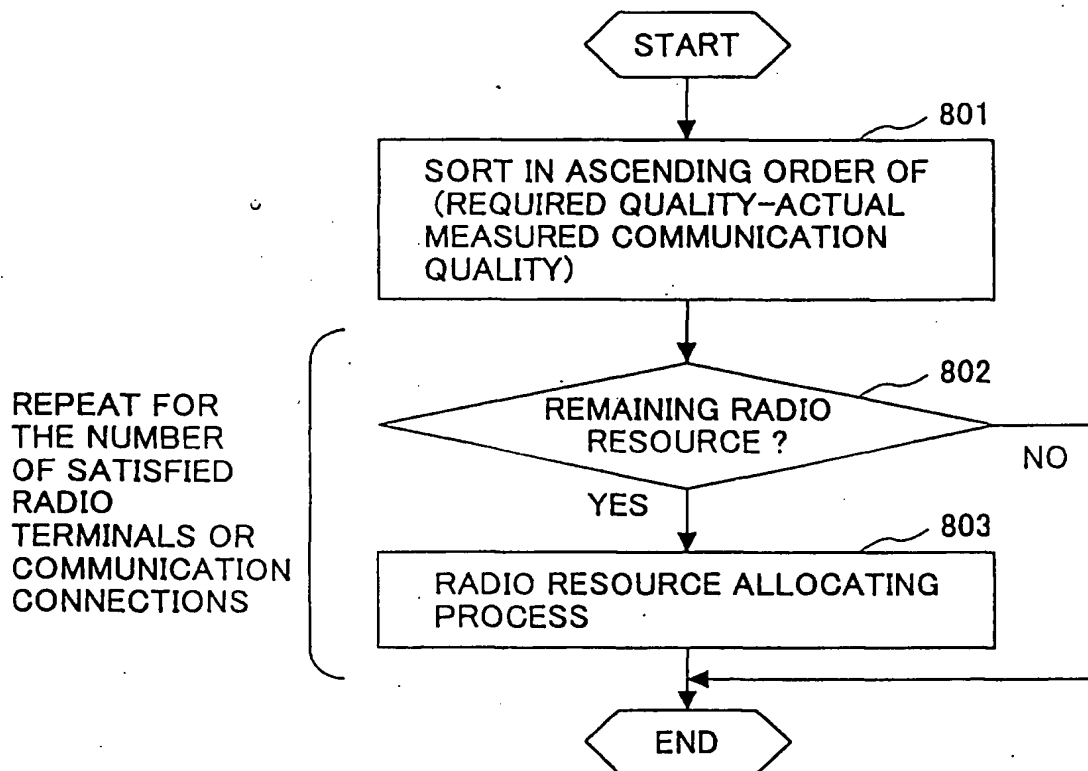 START
801
SORT IN ASCENDING ORDER OF
(REQUIRED QUALITY-ACTUAL
MEASURED COMMUNICATION
QUALITY)
802
REMAINING RADIO
RESOURCE ?
NO
YES
REPEAT FOR
THE NUMBER
OF SATISFIED
RADIO
TERMINALS OR
COMMUNICATION
CONNECTIONS
803
RADIO RESOURCE ALLOCATING
PROCESS
END